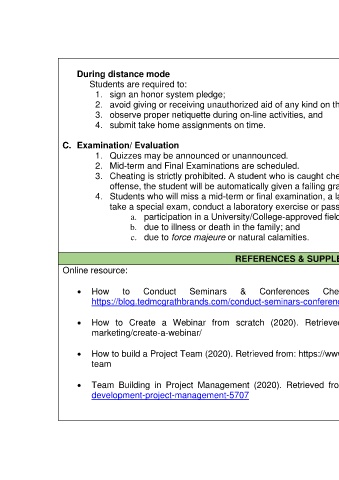 During distance mode
Students are required to:
1. sign an honor system pledge;
2. avoid giving or receiving unauthorized aid of any kind on th
3. observe proper netiquette during on-line activities, and
4. submit take home assignments on time.
C. Examination/ Evaluation
1. Quizzes may be announced or unannounced.
2. Mid-term and Final Examinations are scheduled.
3. Cheating is strictly prohibited. A student who is caught che
offense, the student will be automatically given a failing gra
4. Students who will miss a mid-term or final examination, a la
take a special exam, conduct a laboratory exercise or pass
a. participation in a University/College-approved field
b. due to illness or death in the family; and
c. due to force majeure or natural calamities.
REFERENCES & SUPPLE
Online resource:
• How to Conduct Seminars & Conferences Che
https://blog.tedmcgrathbrands.com/conduct-seminars-conferenc
• How to Create a Webinar from scratch (2020). Retrieved
marketing/create-a-webinar/
• How to build a Project Team (2020). Retrieved from: https://www
team
• Team Building in Project Management (2020). Retrieved fro
development-project-management-5707